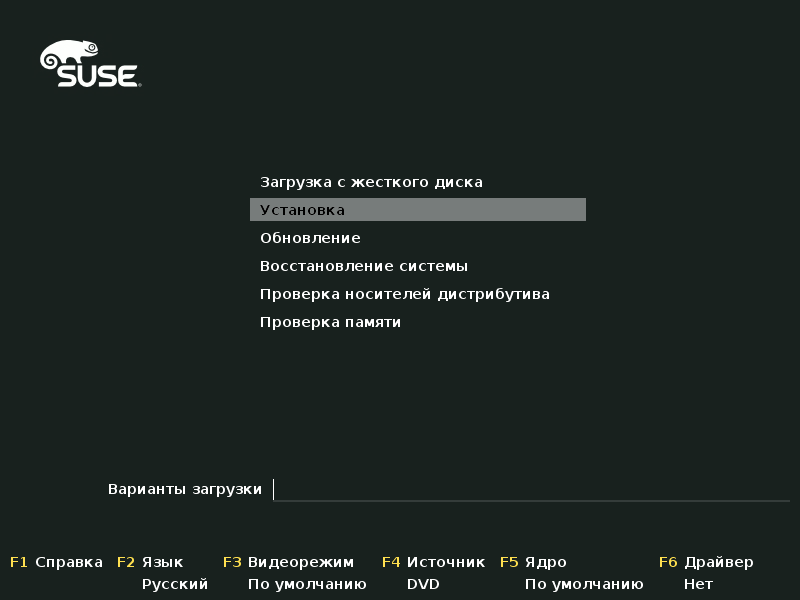 SUSE
Загрузка с жесткого диска
Установка
Обновление
Восстановление системы
Проверка носителей дистрибутива
Проверка памяти
Варианты загрузки
F1 Справка F2 Язык F3 Видеорежим F4 Источник F5 Ядро F6 Драйвер
Русский По умолчанию DVD По умолчанию Нет